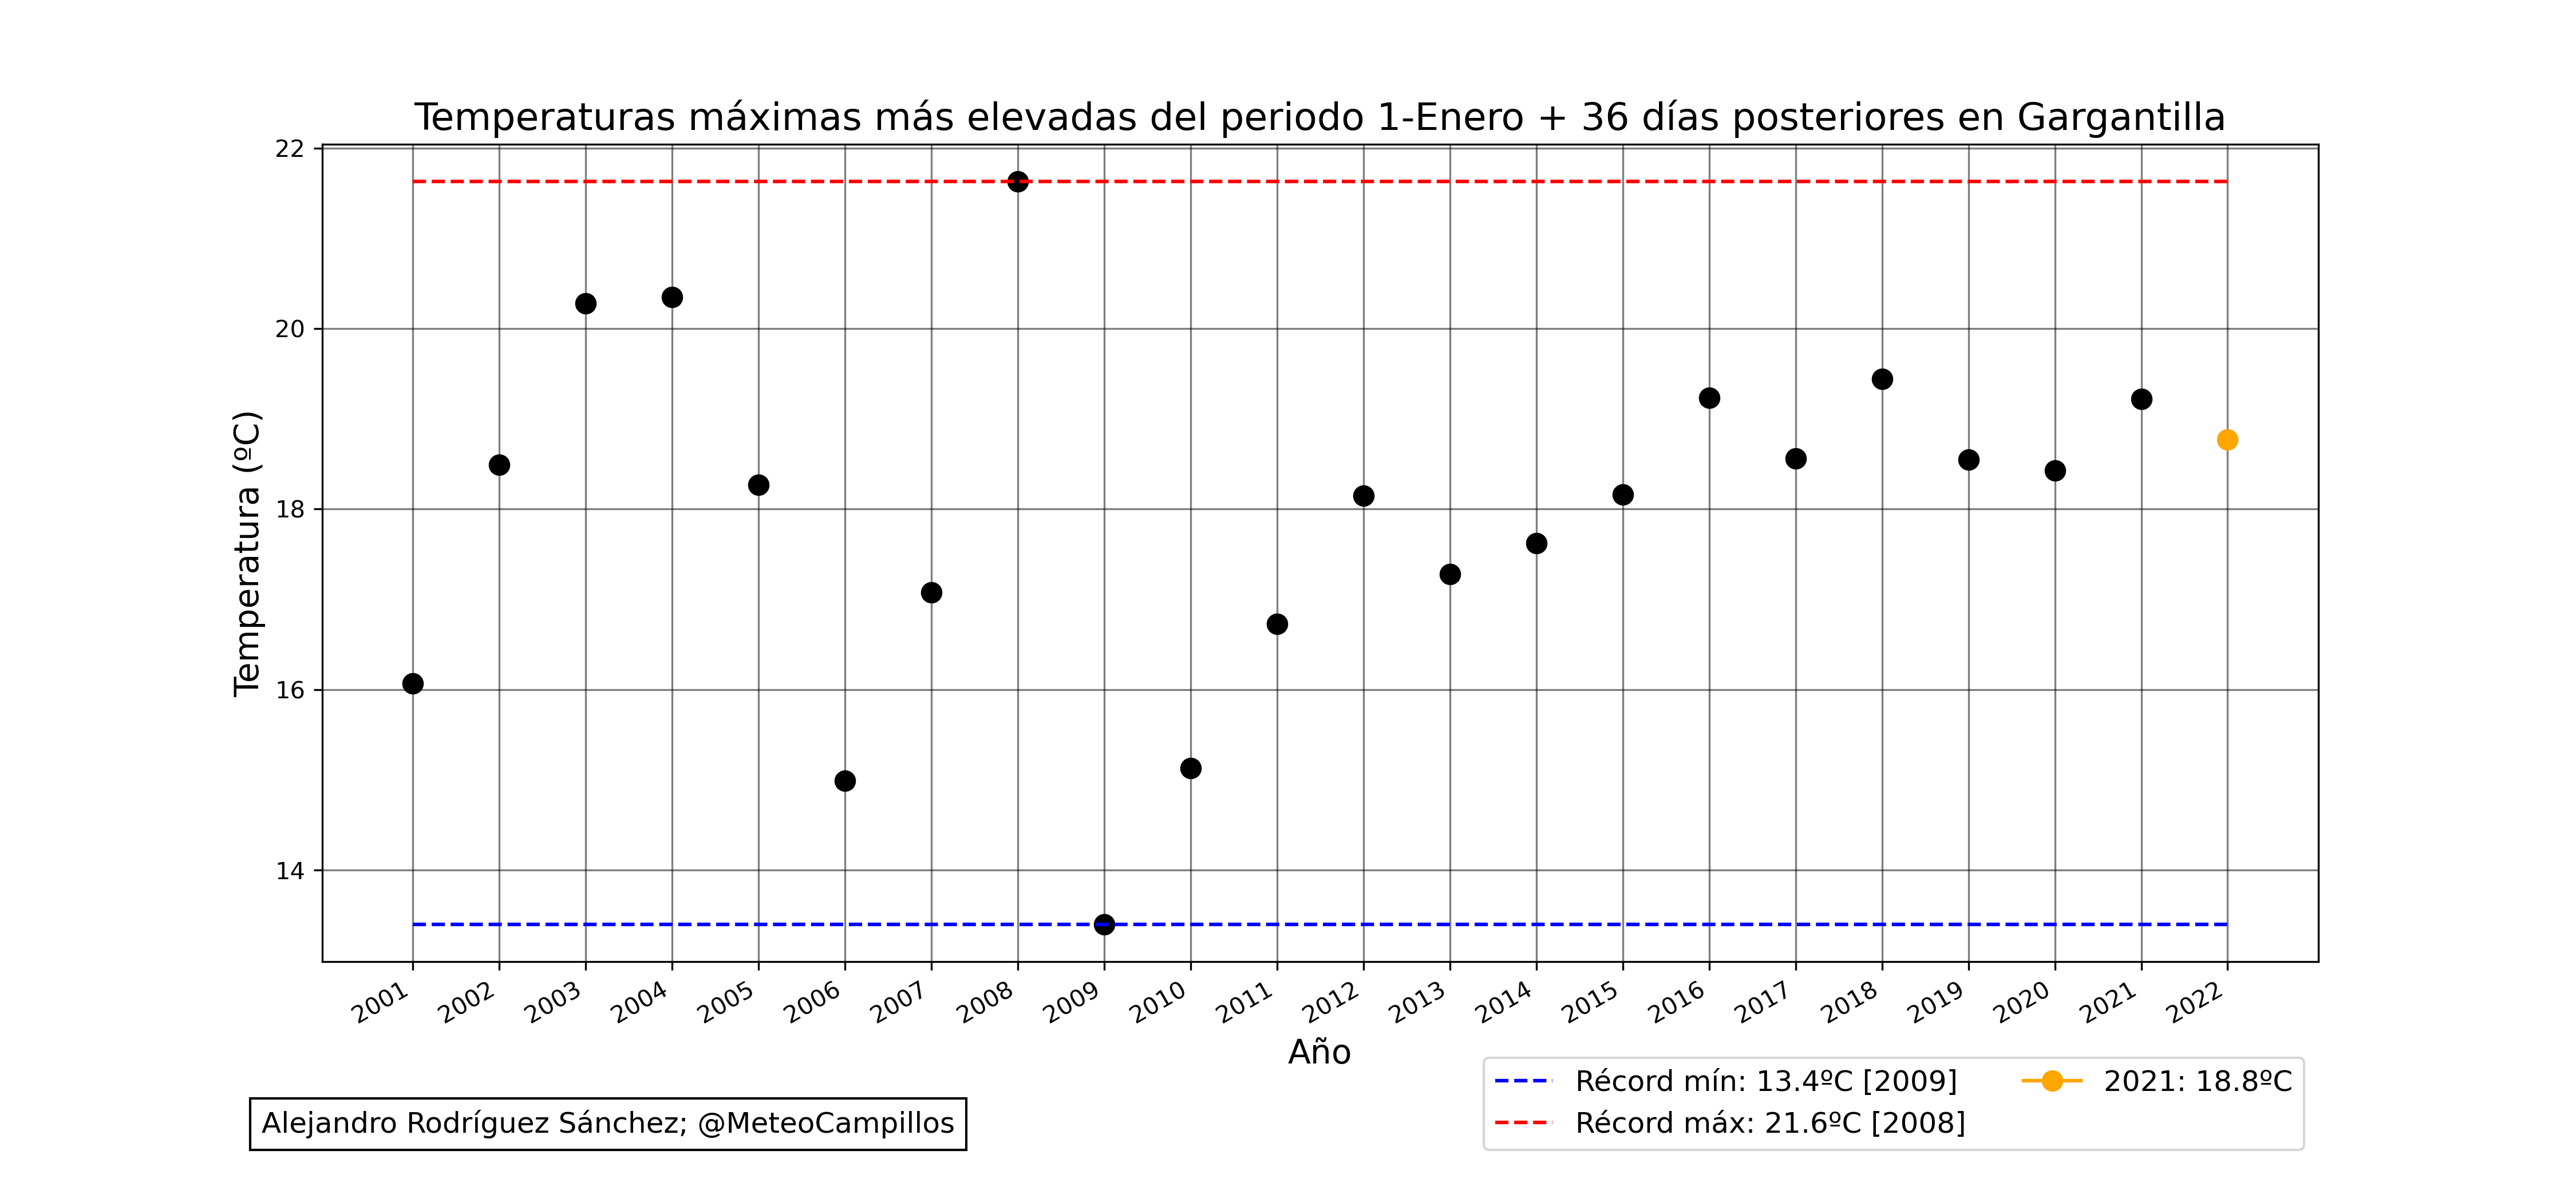 Temperaturas máximas más elevadas del periodo 1-Enero + 36 días posteriores en Gargantilla
Temperatura (ºC)
22
20
18
16
14
2001 2002 2003 2004 2005 2006 2007 2008 2009 2010 2011 2012 2013 2014 2015 2016 2017 2018 2019 2020 2021 2022
Año
Récord mín: 13.4ºC [2009]
Récord máx: 21.6ºC [2008]
2021: 18.8ºC
Alejandro Rodríguez Sánchez; @MeteoCampillos